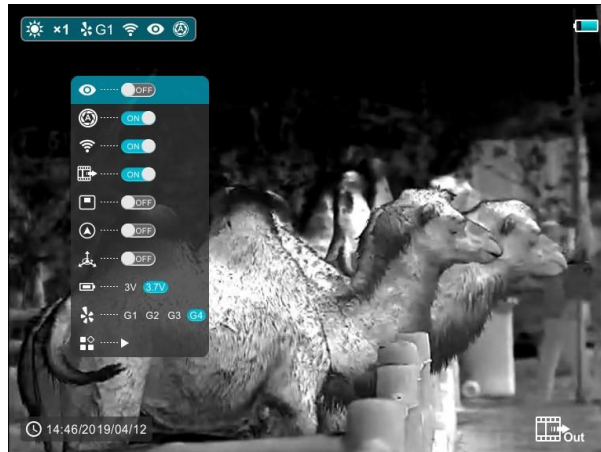 ×1 G1
OFF
ON
ON
ON
OFF
OFF
OFF
3V 3.7V
G1 G2 G3 G4
14:46/2019/04/12
Out